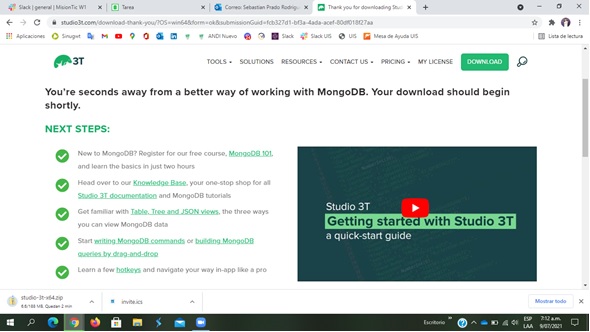 Slack | general | MisionTic W1
Tarea
Correo: Sebastian Prado Rodrigu
Thank you for downloading Studi
studio3t.com/download-thank-you/?OS=win64&form=ok&submissionGuid=fcb327d1-bf3a-4ada-acef-80df018f27aa
Aplicaciones
Sirugvrt
ANDI Nuevo
Slack
Slack UIS
UIS
Mesa de Ayuda UIS
Lista de lectura
3T
TOOLS
SOLUTIONS
RESOURCES
CONTACT US
PRICING
MY LICENSE
DOWNLOAD
You're seconds away from a better way of working with MongoDB. Your download should begin
shortly.
NEXT STEPS:
New to MongoDB? Register for our free course, MongoDB 101,
and learn the basics in just two hours
Head over to our Knowledge Base, your one-stop shop for all
Studio 3T documentation and MongoDB tutorials
Get familiar with Table, Tree and JSON views, the three ways
you can view MongoDB data
Start writing MongoDB commands or building MongoDB
queries by drag-and-drop
Learn a few hotkeys and navigate your way in-app like a pro
Studio 3T
Getting started with Studio 3T
a quick-start guide
studio-3t-x64.zip
invite.ics
Mostrar todo
Escritorio
ESP
LAA
7:12 a.m.
9/07/2021